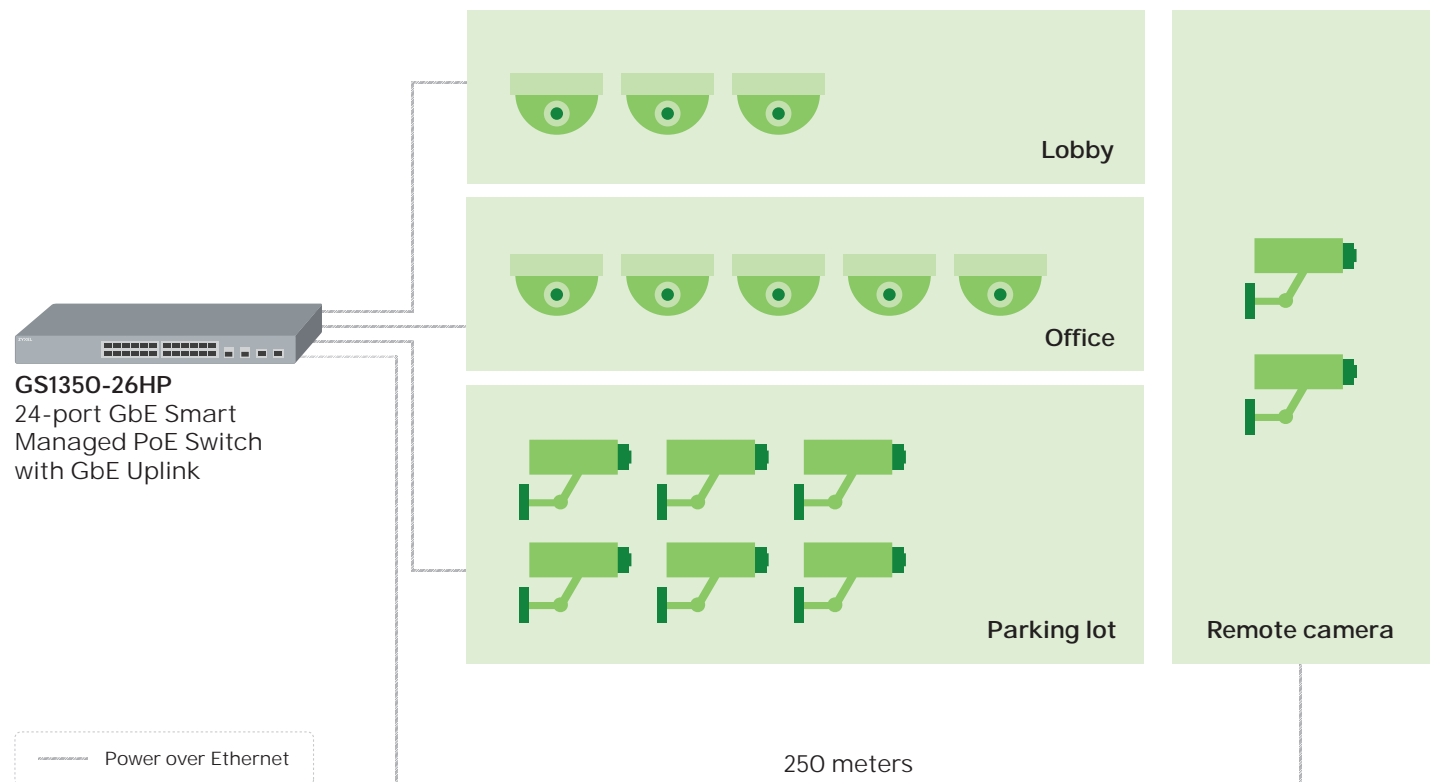 Lobby
Office
ZYXEL
GS1350-26HP
24-port GbE Smart
Managed PoE Switch
with GbE Uplink
Parking lot
Remote camera
Power over Ethernet
250 meters